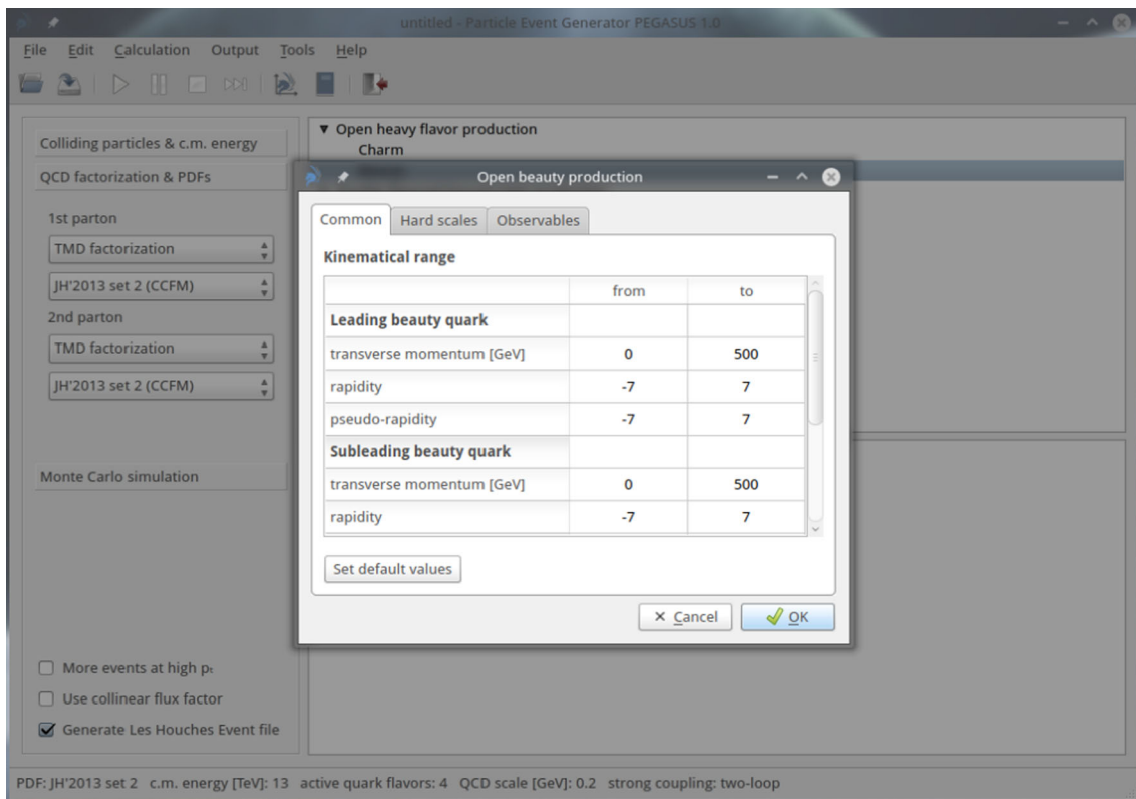 untitled - Particle Event Generator PEGASUS 1.0
File Edit Calculation Output Tools Help
Colliding particles & c.m. energy
QCD factorization & PDFs
1st parton
TMD factorization
JH'2013 set 2 (CCFM)
2nd parton
TMD factorization
JH'2013 set 2 (CCFM)
Monte Carlo simulation
More events at high pt
Use collinear flux factor
Generate Les Houches Event file
▼ Open heavy flavor production
Charm
Open beauty production
Common Hard scales Observables
Kinematical range
from to
Leading beauty quark
transverse momentum [GeV] 0 500
rapidity -7 7
pseudo-rapidity -7 7
Subleading beauty quark
transverse momentum [GeV] 0 500
rapidity -7 7
Set default values
Cancel OK
PDF: JH'2013 set 2 c.m. energy [TeV]: 13 active quark flavors: 4 QCD scale [GeV]: 0.2 strong coupling: two-loop